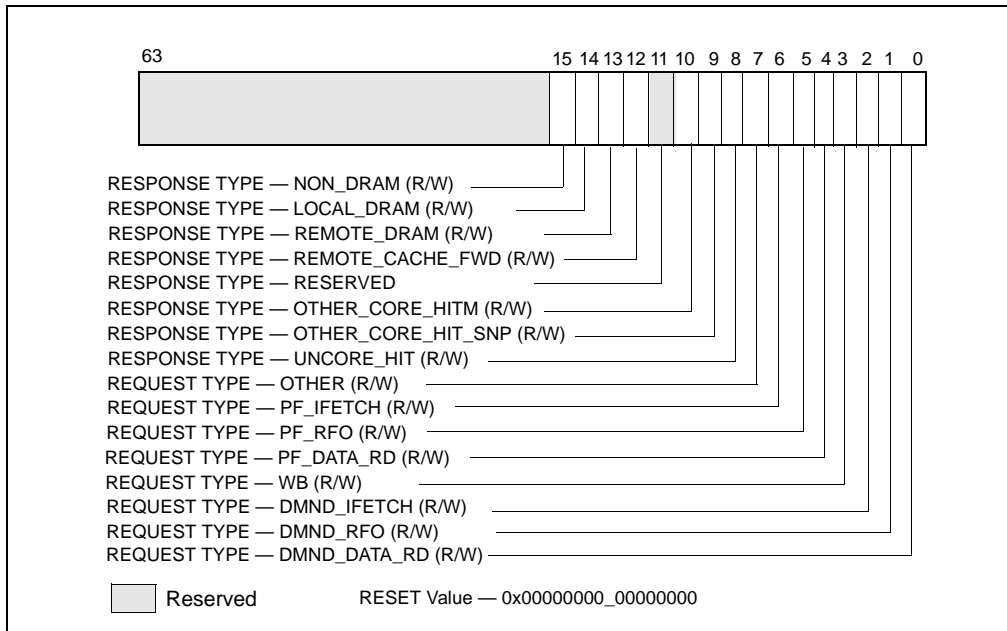 63 15 14 13 12 11 10 9 8 7 6 5 4 3 2 1 0
RESPONSE TYPE — NON_DRAM (R/W)
RESPONSE TYPE — LOCAL_DRAM (R/W)
RESPONSE TYPE — REMOTE_DRAM (R/W)
RESPONSE TYPE — REMOTE_CACHE_FWD (R/W)
RESPONSE TYPE — RESERVED
RESPONSE TYPE — OTHER_CORE_HITM (R/W)
RESPONSE TYPE — OTHER_CORE_HIT_SNP (R/W)
RESPONSE TYPE — UNCORE_HIT (R/W)
REQUEST TYPE — OTHER (R/W)
REQUEST TYPE — PF_IFETCH (R/W)
REQUEST TYPE — PF_RFO (R/W)
REQUEST TYPE — PF_DATA_RD (R/W)
REQUEST TYPE — WB (R/W)
REQUEST TYPE — DMND_IFETCH (R/W)
REQUEST TYPE — DMND_RFO (R/W)
REQUEST TYPE — DMND_DATA_RD (R/W)
Reserved RESET Value — 0x00000000_00000000